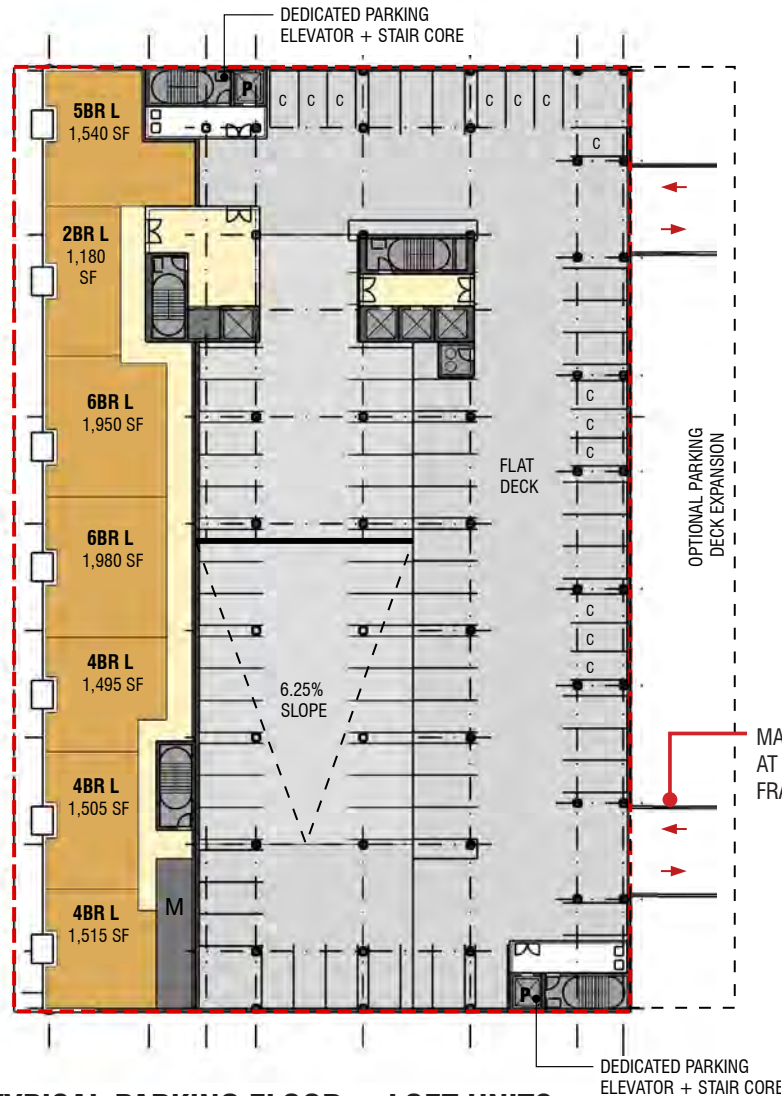 DEDICATED PARKING
ELEVATOR + STAIR CORE
P
C C C
C C C
C
5BR L
1,540 SF
2BR L
1,180
SF
6BR L
1,950 SF
C
C
C
FLAT
DECK
OPTIONAL PARKING
DECK EXPANSION
6BR L
1,980 SF
C
C
C
4BR L
1,495 SF
6.25%
SLOPE
MA
AT
FRA
4BR L
1,505 SF
4BR L
1,515 SF
M
P
DEDICATED PARKING
ELEVATOR + STAIR CORE